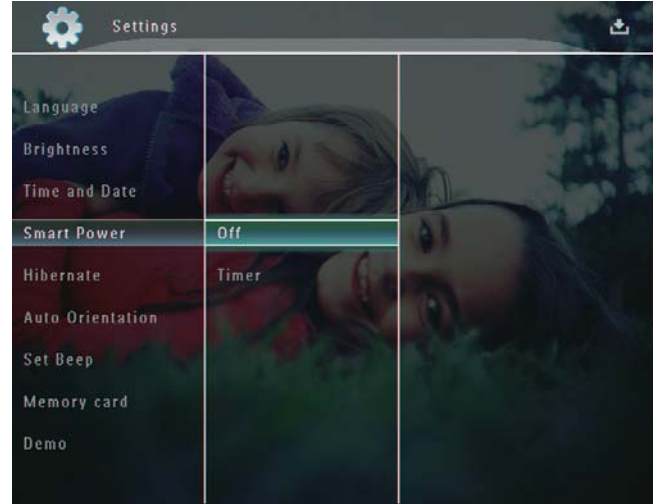 Settings
Language
Brightness
Time and Date
Smart Power
Off
Hibernate
Timer
Auto Orientation
Set Beep
Memory card
Demo